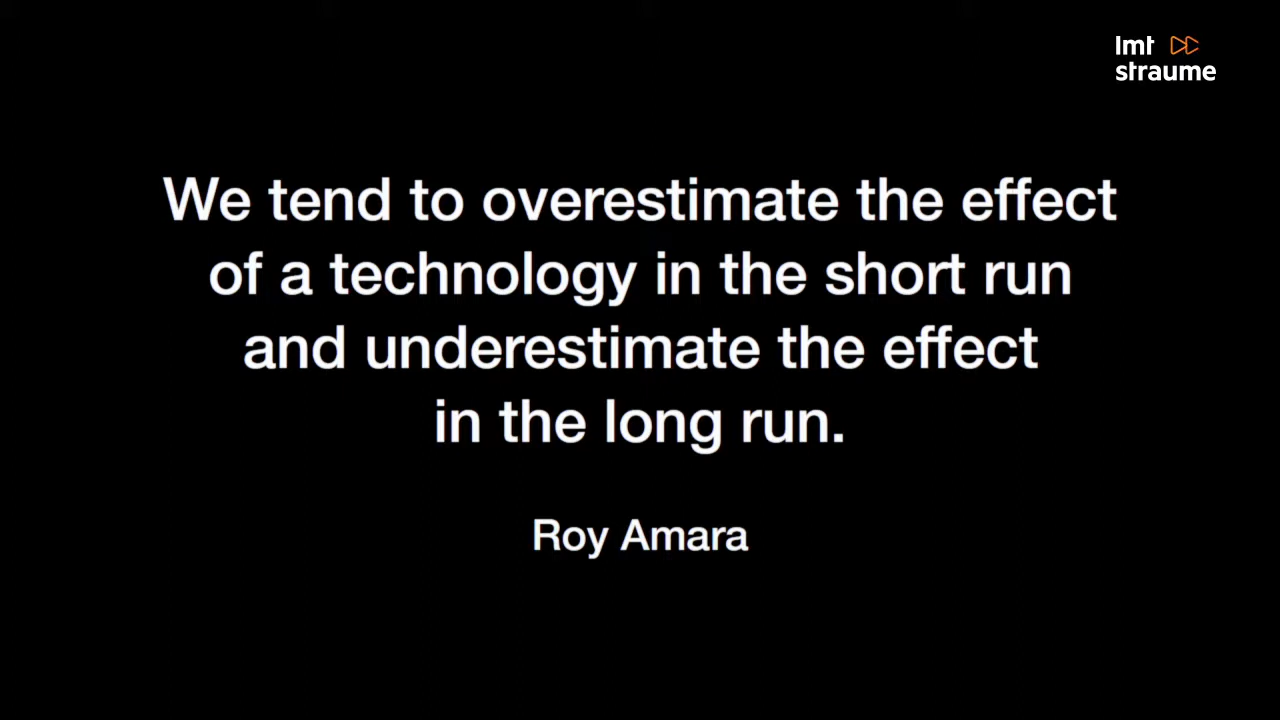 lmt
straume
We tend to overestimate the effect
of a technology in the short run
and underestimate the effect
in the long run.
Roy Amara